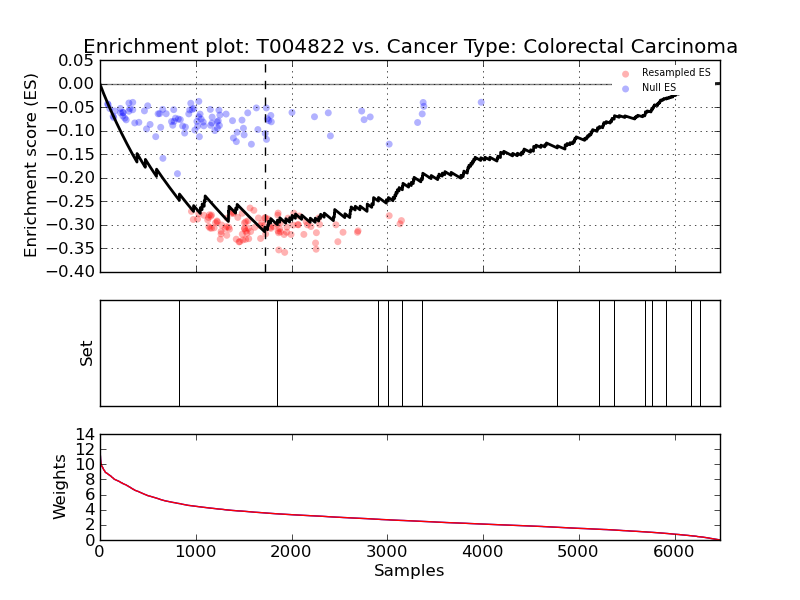 Enrichment plot: T004822 vs. Cancer Type: Colorectal Carcinoma
Enrichment score (ES)
0.05
0.00
−0.05
−0.10
−0.15
−0.20
−0.25
−0.30
−0.35
−0.40
Resampled ES
Null ES
Set
Weights
14
12
10
8
6
4
2
0
0 1000 2000 3000 4000 5000 6000
Samples